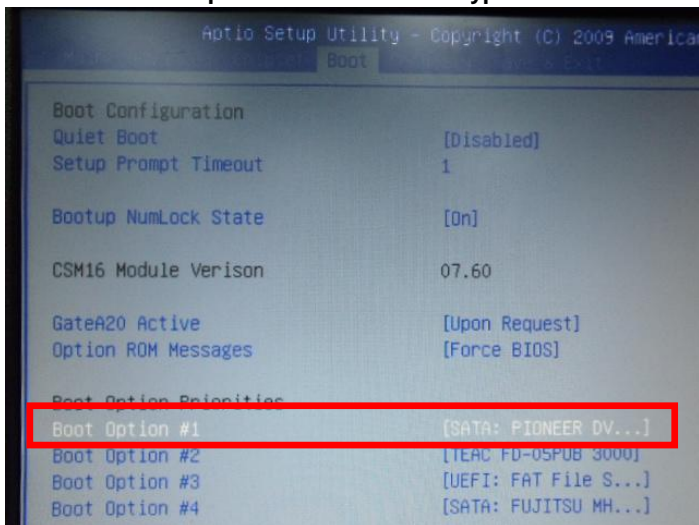 Aptio Setup Utility - Copyright (C) 2009 American
Boot Save & Exit
Boot Configuration
Quiet Boot [Disabled]
Setup Prompt Timeout 1
Bootup NumLock State [On]
CSM16 Module Verison 07.60
GateA20 Active [Upon Request]
Option ROM Messages [Force BIOS]
Boot Option Priorities
Boot Option #1 [SATA: PIONEER DV...]
Boot Option #2 [TEAC FD-05PUB 3000]
Boot Option #3 [UEFI: FAT File S...]
Boot Option #4 [SATA: FUJITSU MH...]